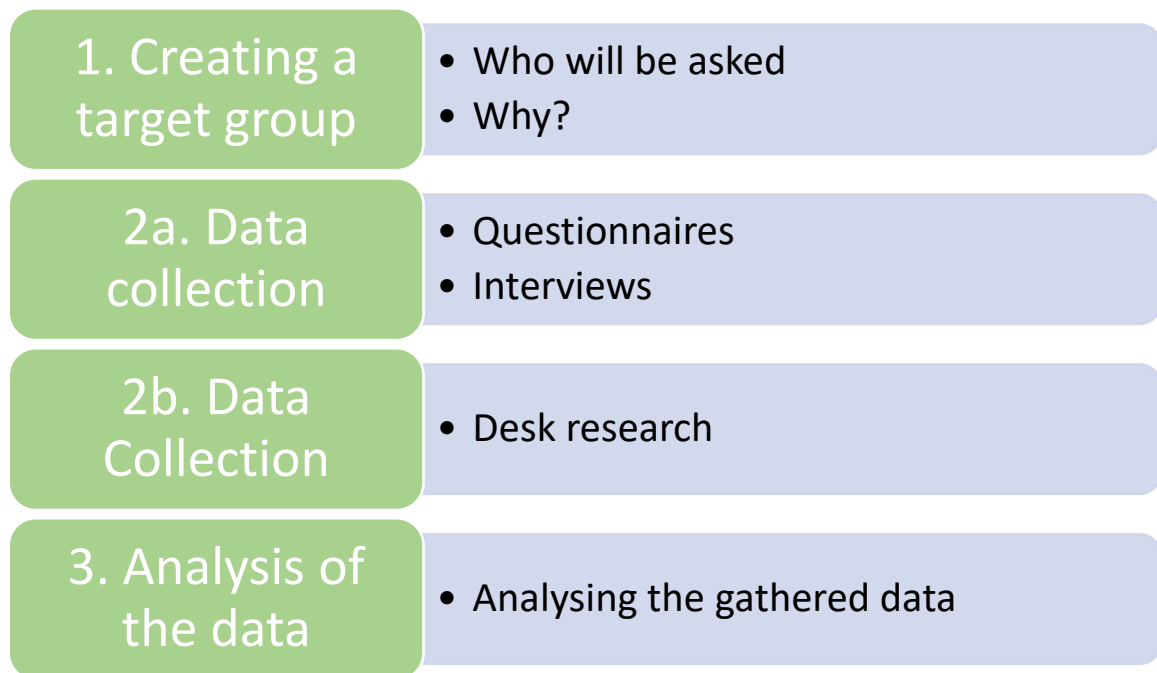 1. Creating a
target group
• Who will be asked
• Why?
2a. Data
collection
• Questionnaires
• Interviews
2b. Data
Collection
• Desk research
3. Analysis of
the data
• Analysing the gathered data